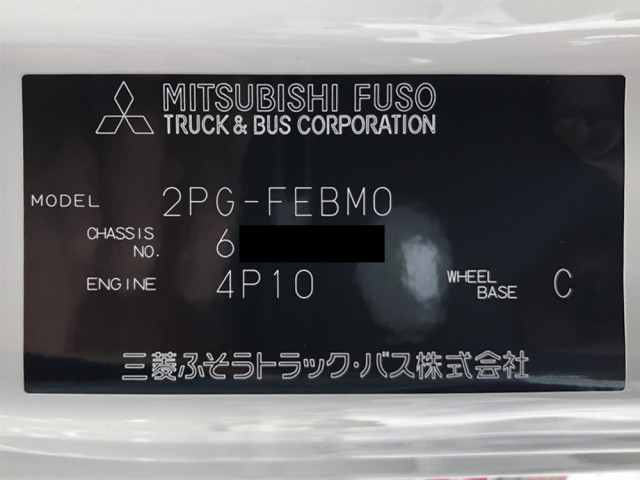 MITSUBISHI FUSO
TRUCK & BUS CORPORATION
MODEL 2PG-FEBM0
CHASSIS NO. 6
ENGINE 4P10 WHEEL BASE C
三菱ふそうトラック・バス株式会社